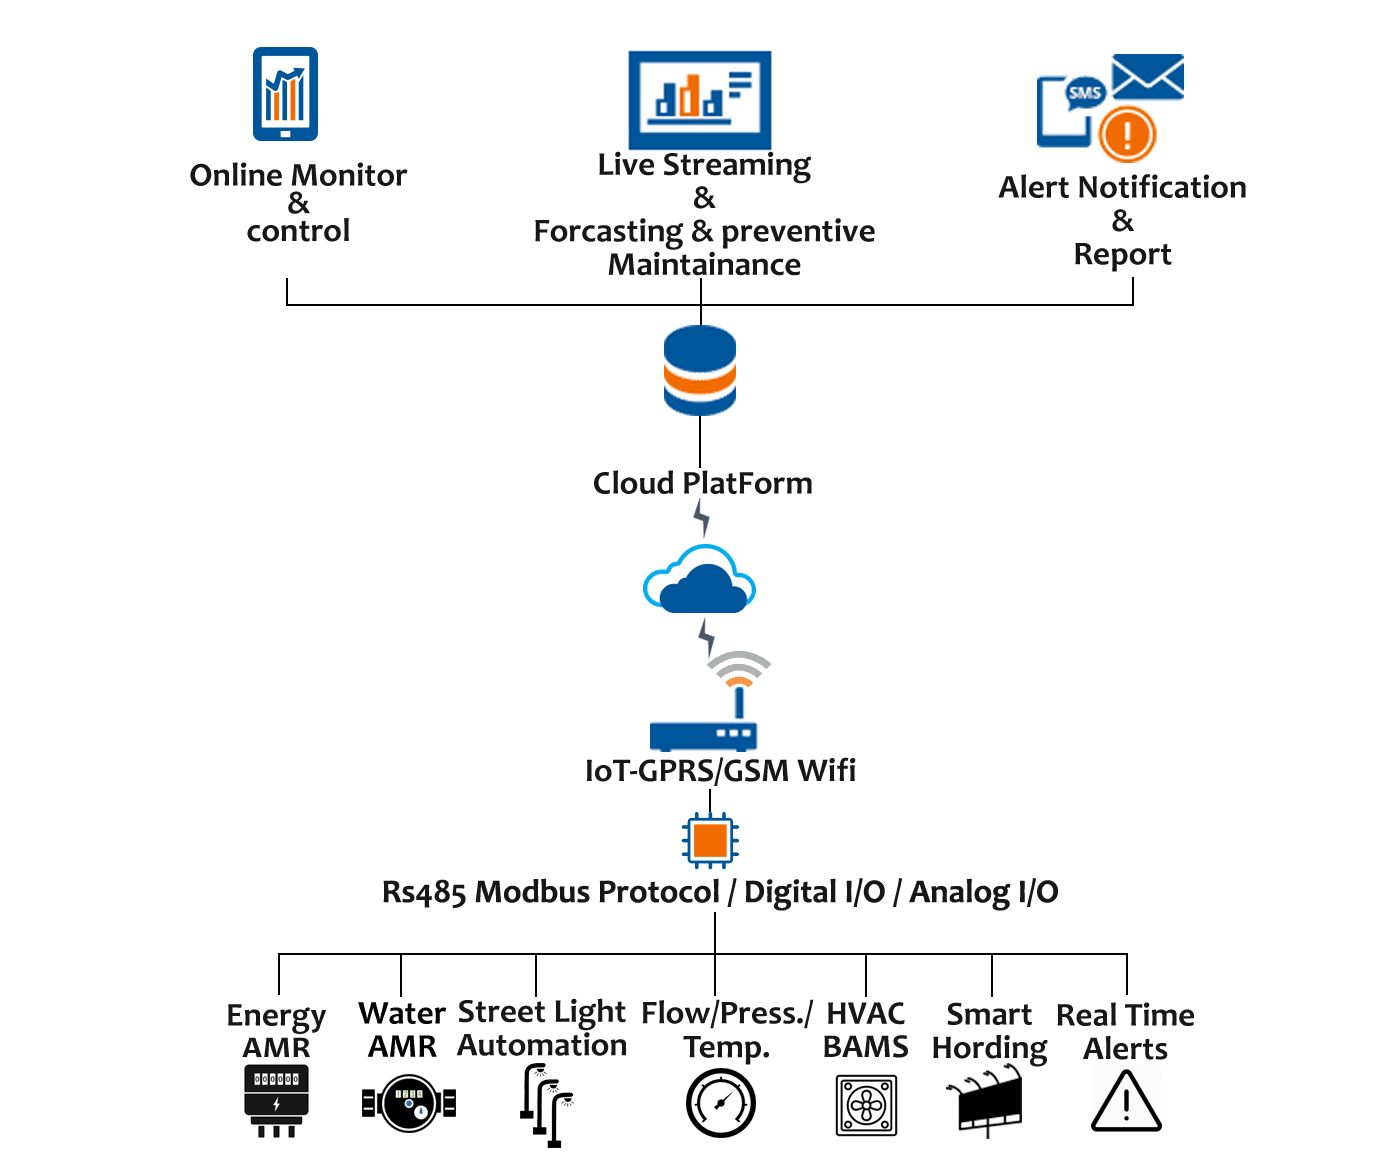 SMS
Online Monitor
&
control
Live Streaming
&
Forcasting & preventive
Maintainance
Alert Notification
&
Report
Cloud PlatForm
IoT-GPRS/GSM Wifi
Rs485 Modbus Protocol / Digital I/O / Analog I/O
Energy
AMR
Water
AMR
Street Light
Automation
Flow/Press./
Temp.
HVAC
BAMS
Smart
Hording
Real Time
Alerts
000000